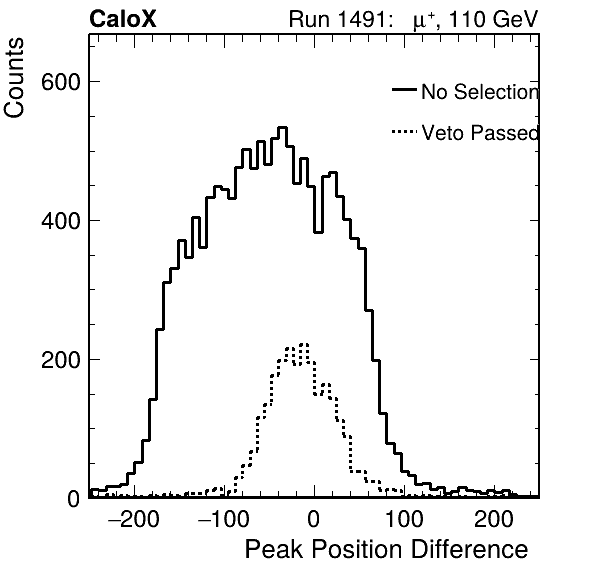 CaloX Run 1491: μ⁺, 110 GeV
Counts
600
No Selection
Veto Passed
400
200
0
−200 −100 0 100 200
Peak Position Difference